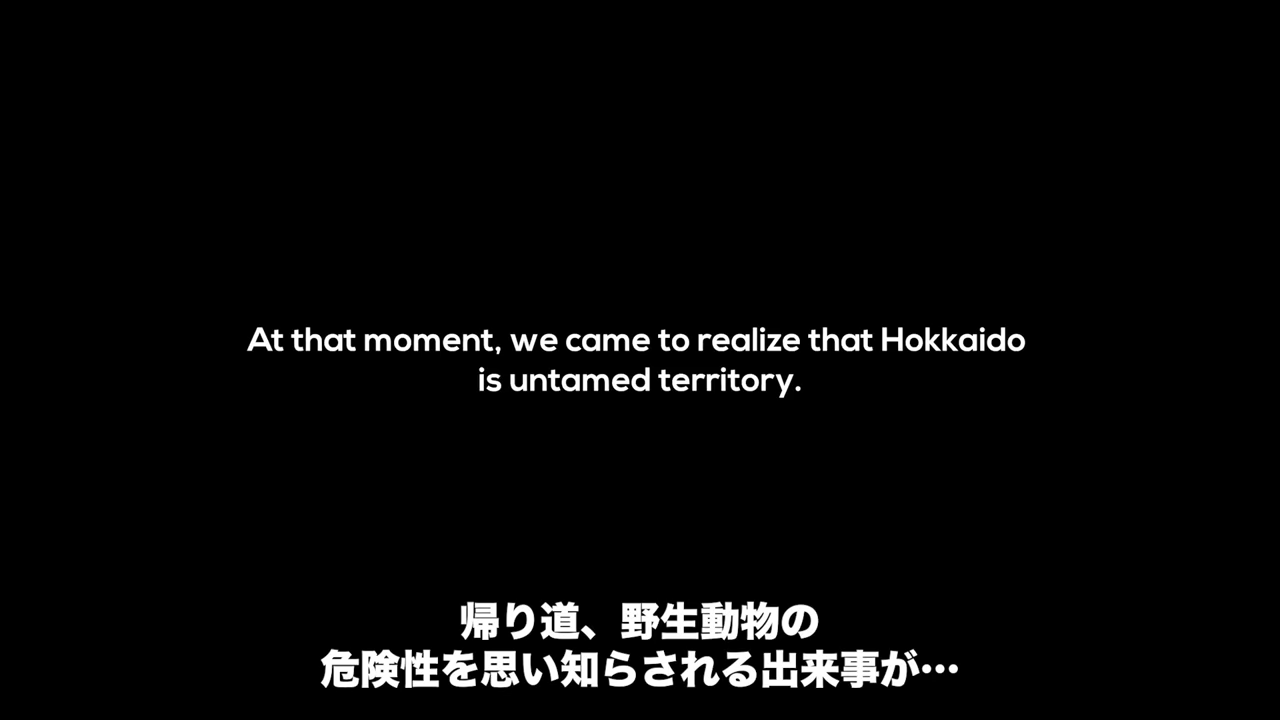 At that moment, we came to realize that Hokkaido
is untamed territory.
帰り道、野生動物の
危険性を思い知らされる出来事が…